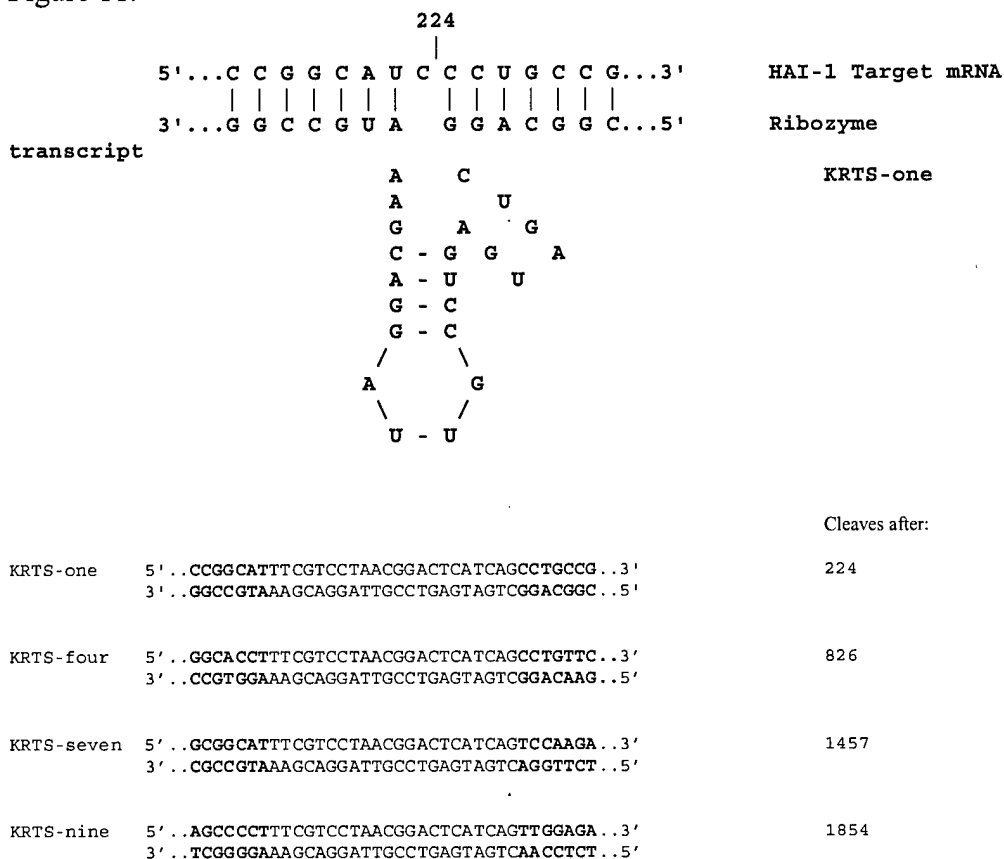 224
5'...C C G G C A U C C C U G C C G...3' HAI-1 Target mRNA
3'...G G C C G U A G G A C G G C...5' Ribozyme
transcript
A C KRTS-one
A U
G A G
C - G G A
A - U U
G - C
G - C
A G
U - U
Cleaves after:
KRTS-one 5'..CCGGCATTTCGTCCTAACGGACTCATCAGCCTGCCG..3' 224
3'..GGCCGTAAAGCAGGATTGCCTGAGTAGTCGGACGGC..5'
KRTS-four 5'..GGCACCTTTCGTCCTAACGGACTCATCAGCCTGTTC..3' 826
3'..CCGTGGAAAGCAGGATTGCCTGAGTAGTCGGACAAG..5'
KRTS-seven 5'..GCGGCATTTCGTCCTAACGGACTCATCAGTCCAAGA..3' 1457
3'..CGCCGTAAAGCAGGATTGCCTGAGTAGTCAGGTTCT..5'
KRTS-nine 5'..AGCCCCTTTCGTCCTAACGGACTCATCAGTTGGAGA..3' 1854
3'..TCGGGGAAAGCAGGATTGCCTGAGTAGTCAACCTCT..5'